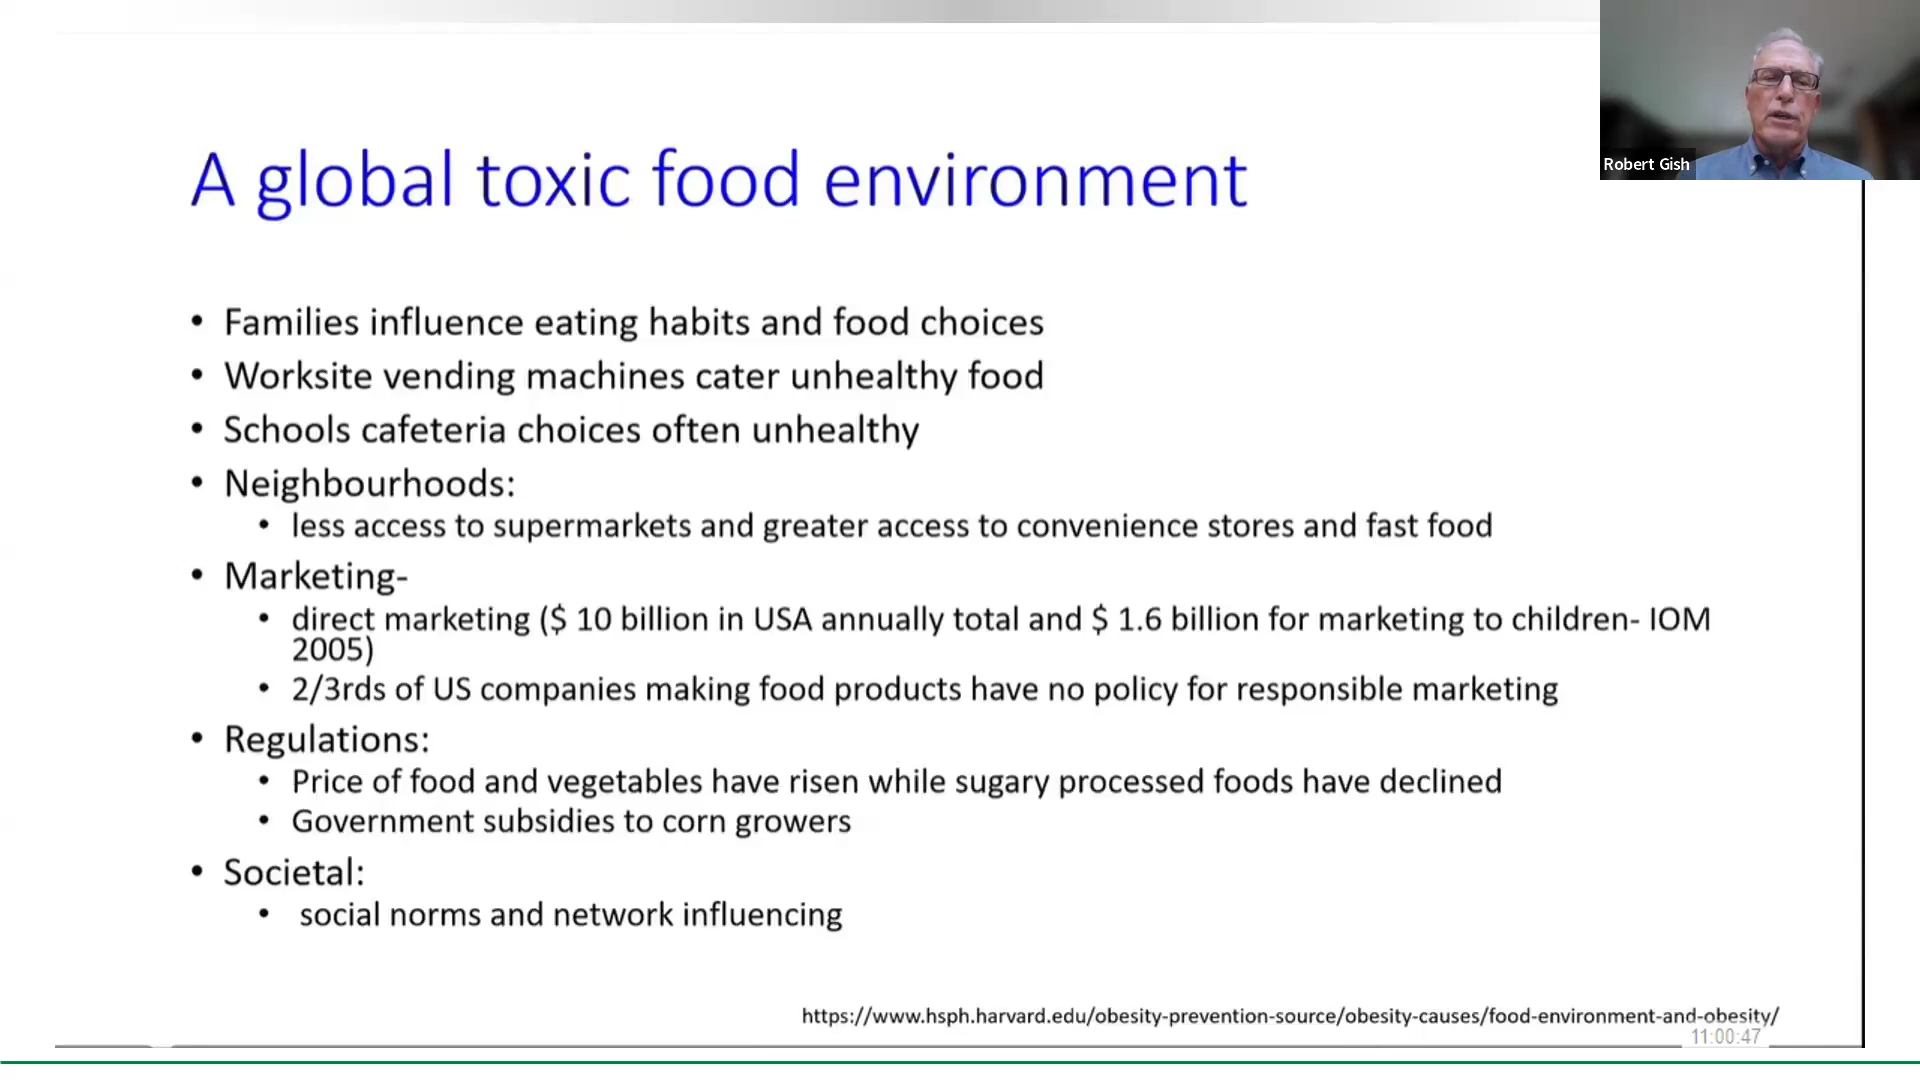 Robert Gish
A global toxic food environment
• Families influence eating habits and food choices
• Worksite vending machines cater unhealthy food
• Schools cafeteria choices often unhealthy
• Neighbourhoods:
• less access to supermarkets and greater access to convenience stores and fast food
• Marketing-
• direct marketing ($ 10 billion in USA annually total and $ 1.6 billion for marketing to children- IOM
2005)
• 2/3rds of US companies making food products have no policy for responsible marketing
• Regulations:
• Price of food and vegetables have risen while sugary processed foods have declined
• Government subsidies to corn growers
• Societal:
• social norms and network influencing
https://www.hsph.harvard.edu/obesity-prevention-source/obesity-causes/food-environment-and-obesity/
11:00:47